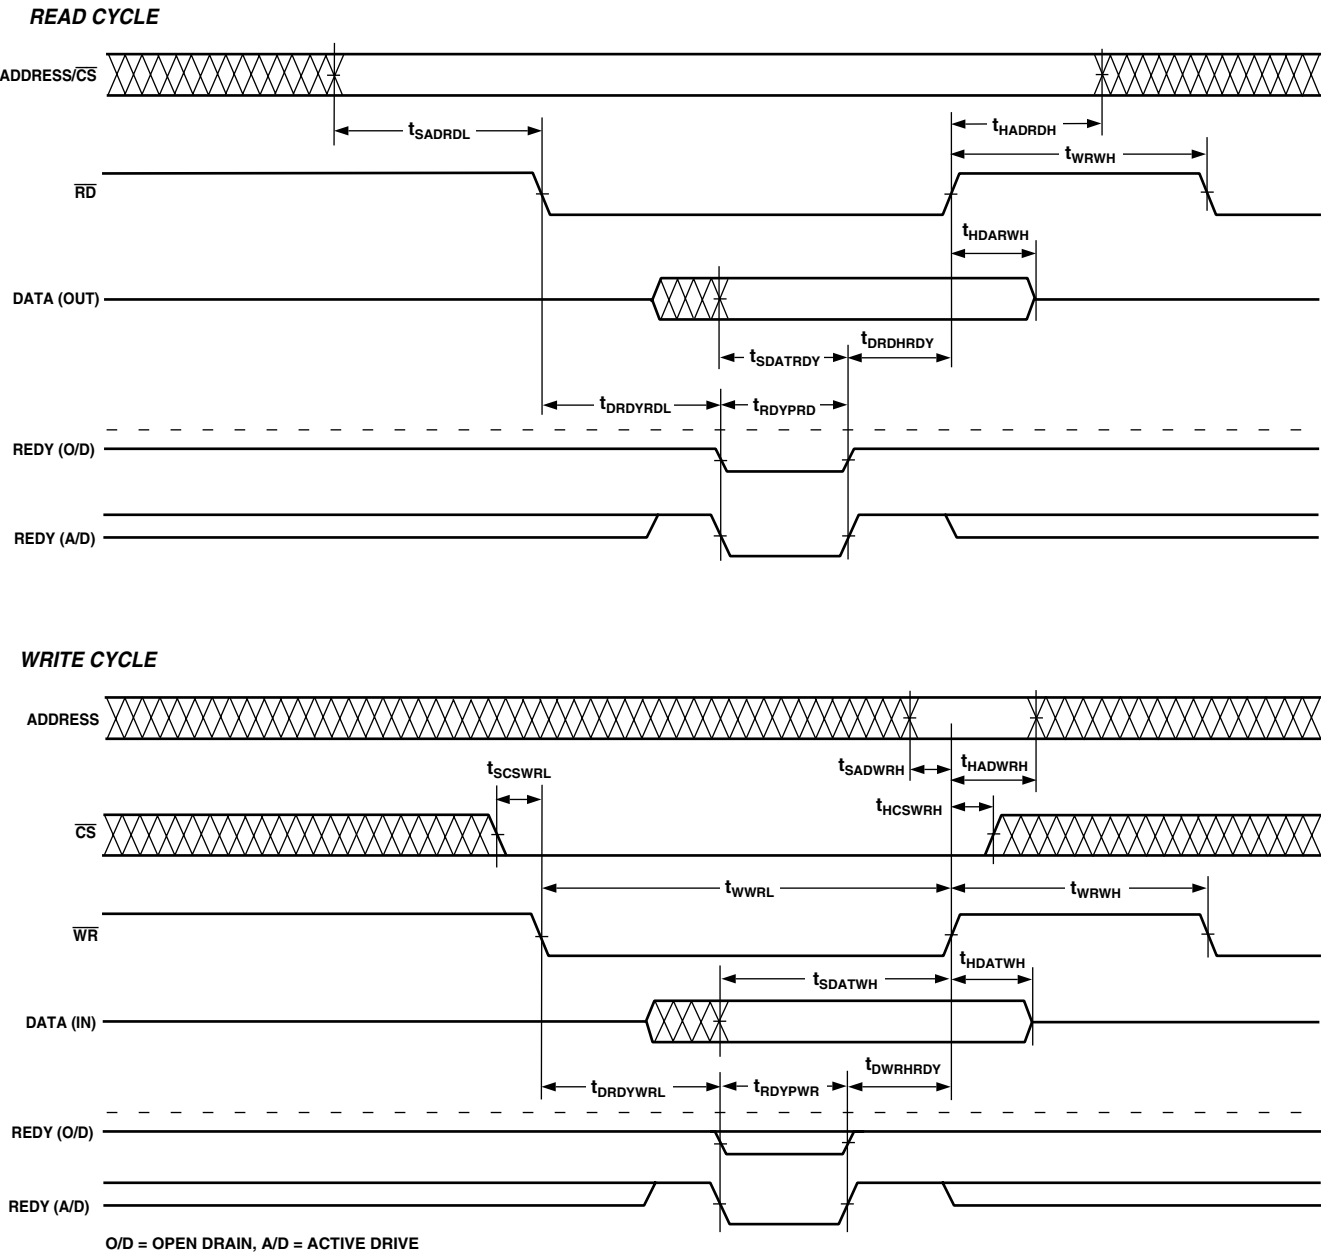 READ CYCLE
ADDRESS/CS
tSADRDL
tHADRDH
tWRWH
RD
tHDARWH
DATA (OUT)
tSDATRDY
tDRDHRDY
tDRDYRDL
tRDYPRD
REDY (O/D)
REDY (A/D)
WRITE CYCLE
ADDRESS
tSCSWRL
tSADWRH
tHADWRH
tHCSWRH
CS
tWWRL
tWRWH
WR
tHDATWH
tSDATWH
DATA (IN)
tDWRHRDY
tDRDYWRL
tRDYPWR
REDY (O/D)
REDY (A/D)
O/D = OPEN DRAIN, A/D = ACTIVE DRIVE